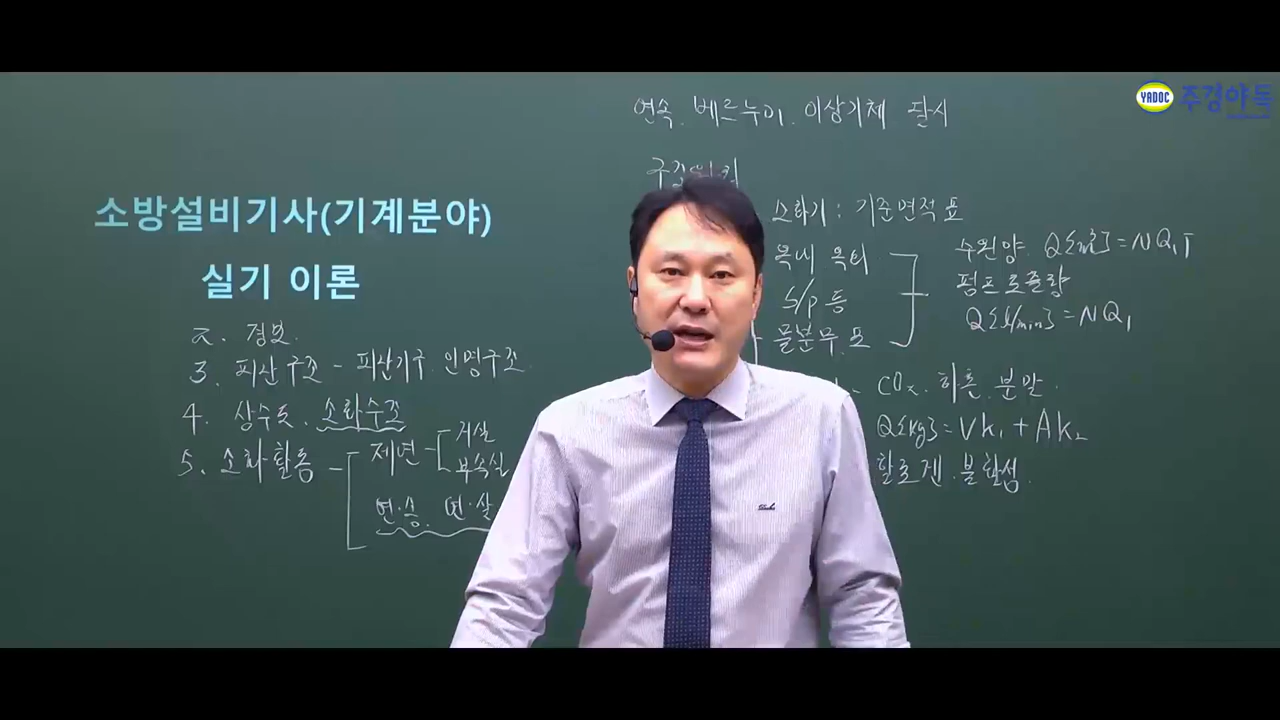 YADOC 주경야독
연속. 베르누이. 이상기체 달시
소방설비기사(기계분야)
실기 이론
2. 경보.
3. 피난구조 - 피난기구. 인명구조.
4. 상수도. 소화수조
5. 소화활동 - 제연 - 거실
부속실
연·송. 연·살
소화기 : 기준면적 표
옥내 옥외
S/P 등
물분무. 포
수원양. Q[m³] = NQ₁T
펌프토출량
Q[ℓ/min] = NQ₁
CO₂. 하론. 분말.
Q[kg] = Vk₁ + Ak₂
할로겐. 불활성.